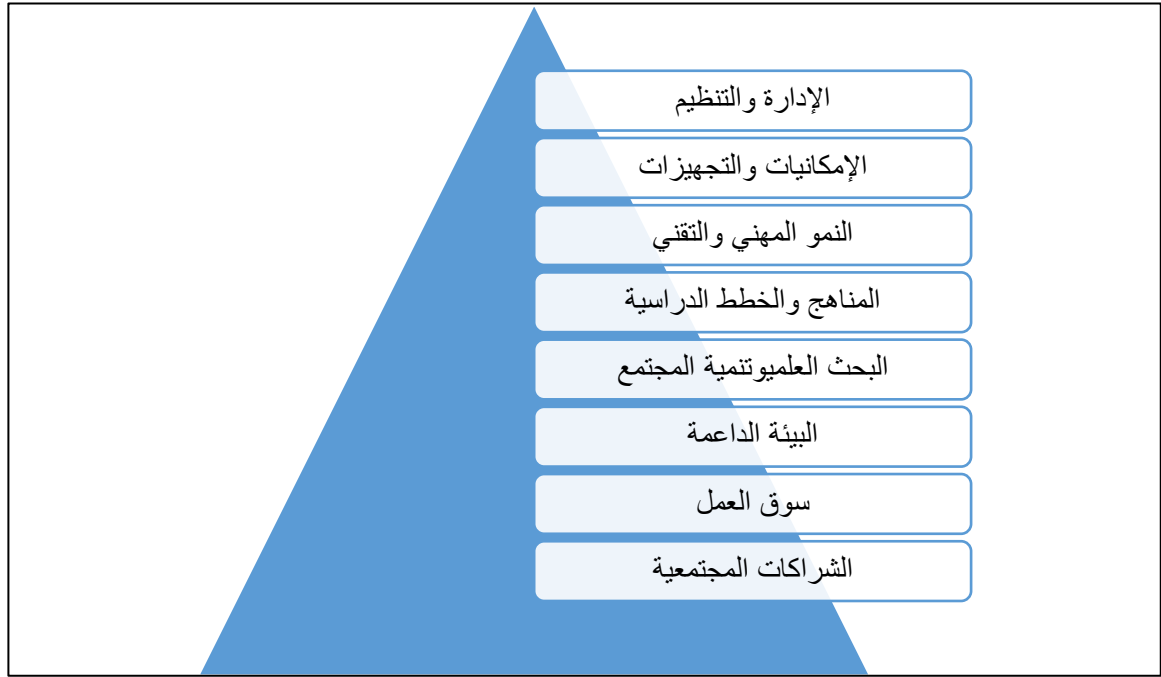 الإدارة والتنظيم
الإمكانيات والتجهيزات
النمو المهني والتقني
المناهج والخطط الدراسية
البحث العلميوتنمية المجتمع
البيئة الداعمة
سوق العمل
الشراكات المجتمعية